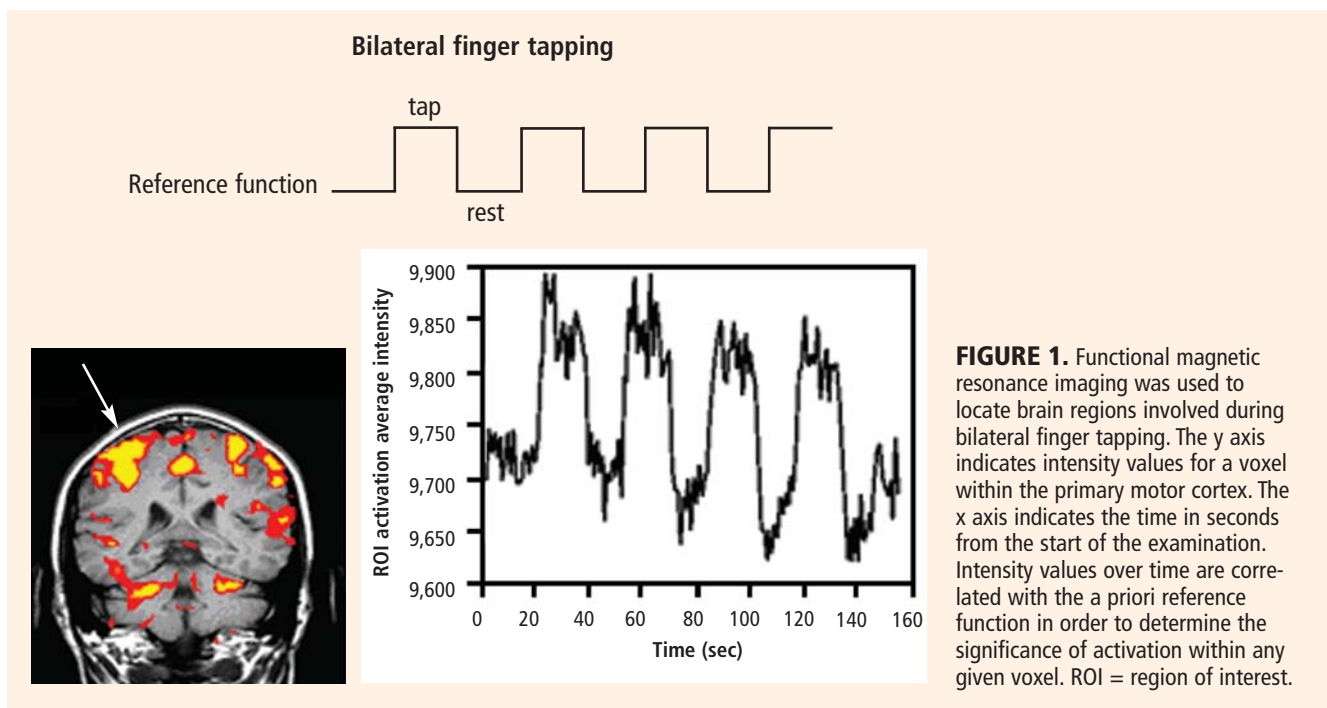 Bilateral finger tapping
tap
Reference function
rest
9,900
9,850
9,800
9,750
9,700
9,650
9,600
ROI activation average intensity
0 20 40 60 80 100 120 140 160
Time (sec)
FIGURE 1. Functional magnetic
resonance imaging was used to
locate brain regions involved during
bilateral finger tapping. The y axis
indicates intensity values for a voxel
within the primary motor cortex. The
x axis indicates the time in seconds
from the start of the examination.
Intensity values over time are corre-
lated with the a priori reference
function in order to determine the
significance of activation within any
given voxel. ROI = region of interest.